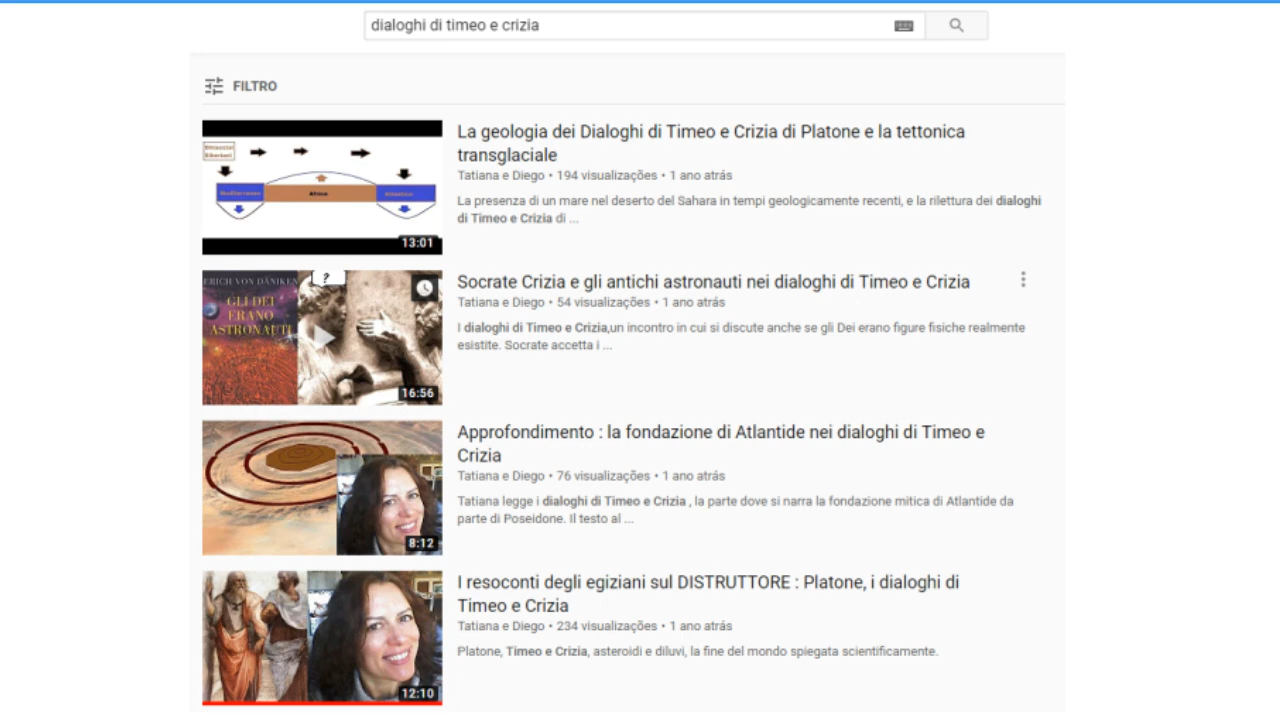 dialoghi di timeo e crizia
FILTRO
Africa
13:01
La geologia dei Dialoghi di Timeo e Crizia di Platone e la tettonica
transglaciale
Tatiana e Diego • 194 visualizações • 1 ano atrás
La presenza di un mare nel deserto del Sahara in tempi geologicamente recenti, e la rilettura dei dialoghi
di Timeo e Crizia di ...
ERICH VON DÄNIKEN
GLI DEI
ERANO
ASTRONAUTI
?
16:56
Socrate Crizia e gli antichi astronauti nei dialoghi di Timeo e Crizia
Tatiana e Diego • 54 visualizações • 1 ano atrás
I dialoghi di Timeo e Crizia,un incontro in cui si discute anche se gli Dei erano figure fisiche realmente
esistite. Socrate accetta i ...
8:12
Approfondimento : la fondazione di Atlantide nei dialoghi di Timeo e
Crizia
Tatiana e Diego • 76 visualizações • 1 ano atrás
Tatiana legge i dialoghi di Timeo e Crizia , la parte dove si narra la fondazione mitica di Atlantide da
parte di Poseidone. Il testo al ...
12:10
I resoconti degli egiziani sul DISTRUTTORE : Platone, i dialoghi di
Timeo e Crizia
Tatiana e Diego • 234 visualizações • 1 ano atrás
Platone, Timeo e Crizia, asteroidi e diluvi, la fine del mondo spiegata scientificamente.